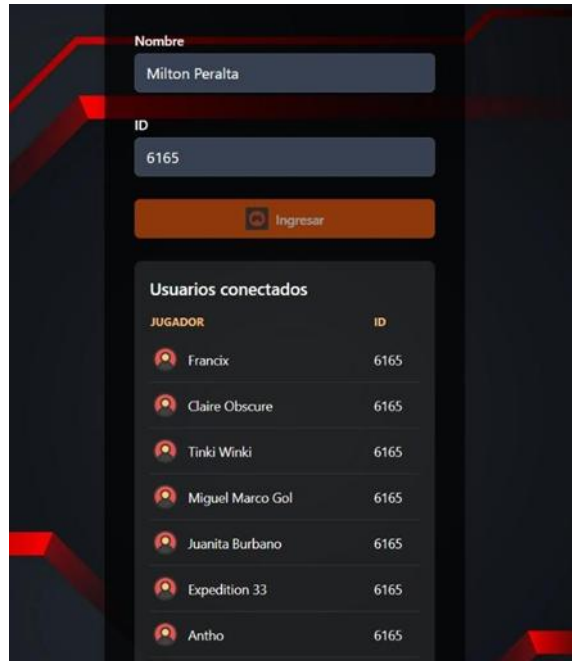 Nombre
Milton Peralta
ID
6165
Ingresar
Usuarios conectados
JUGADOR ID
Francix 6165
Claire Obscure 6165
Tinki Winki 6165
Miguel Marco Gol 6165
Juanita Burbano 6165
Expedition 33 6165
Antho 6165